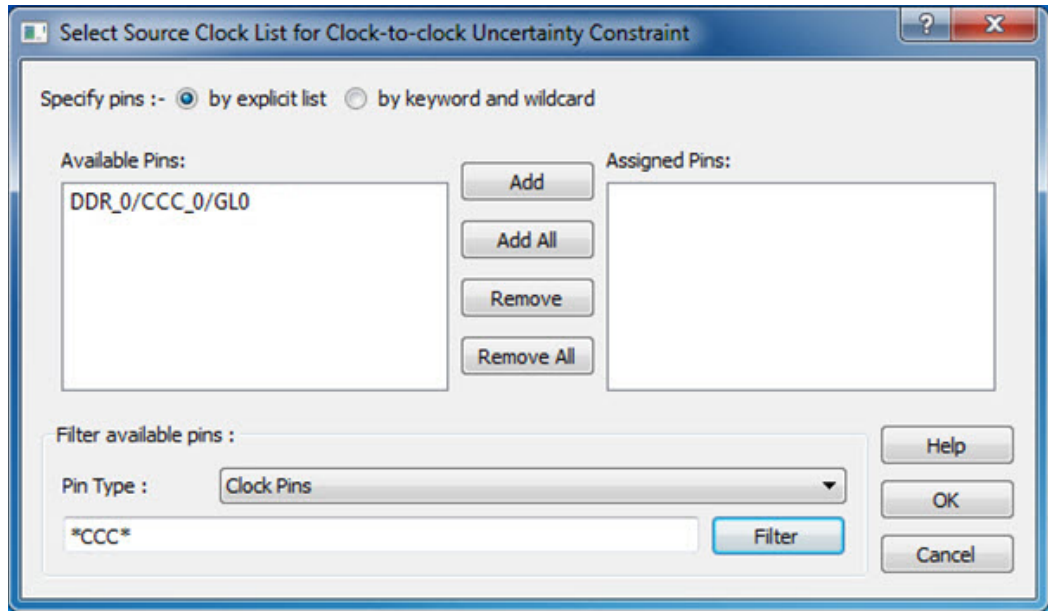 Select Source Clock List for Clock-to-clock Uncertainty Constraint
?
X
Specify pins :- by explicit list by keyword and wildcard
Available Pins:
Assigned Pins:
DDR_0/CCC_0/GL0
Add
Add All
Remove
Remove All
Filter available pins :
Pin Type : Clock Pins
*CCC*
Filter
Help
OK
Cancel